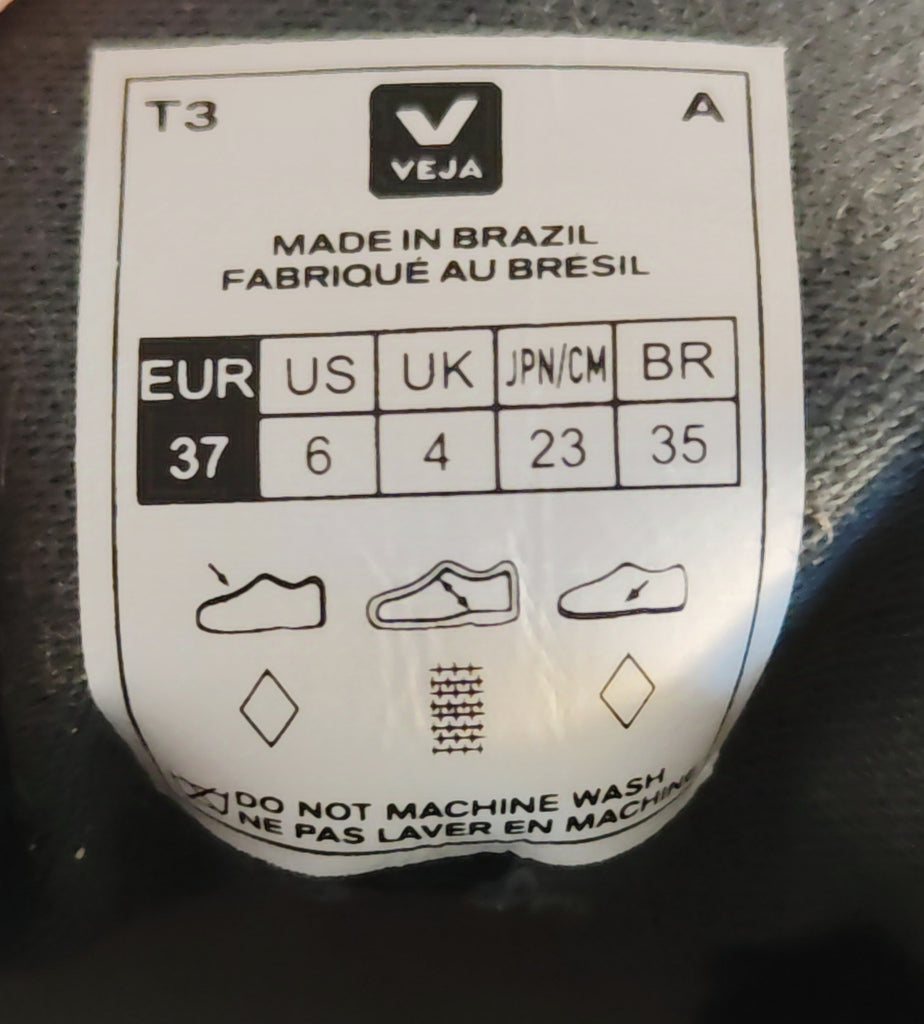 T3
A
VEJA
MADE IN BRAZIL
FABRIQUÉ AU BRESIL
EUR US UK JPN/CM BR
37 6 4 23 35
DO NOT MACHINE WASH
NE PAS LAVER EN MACHINE